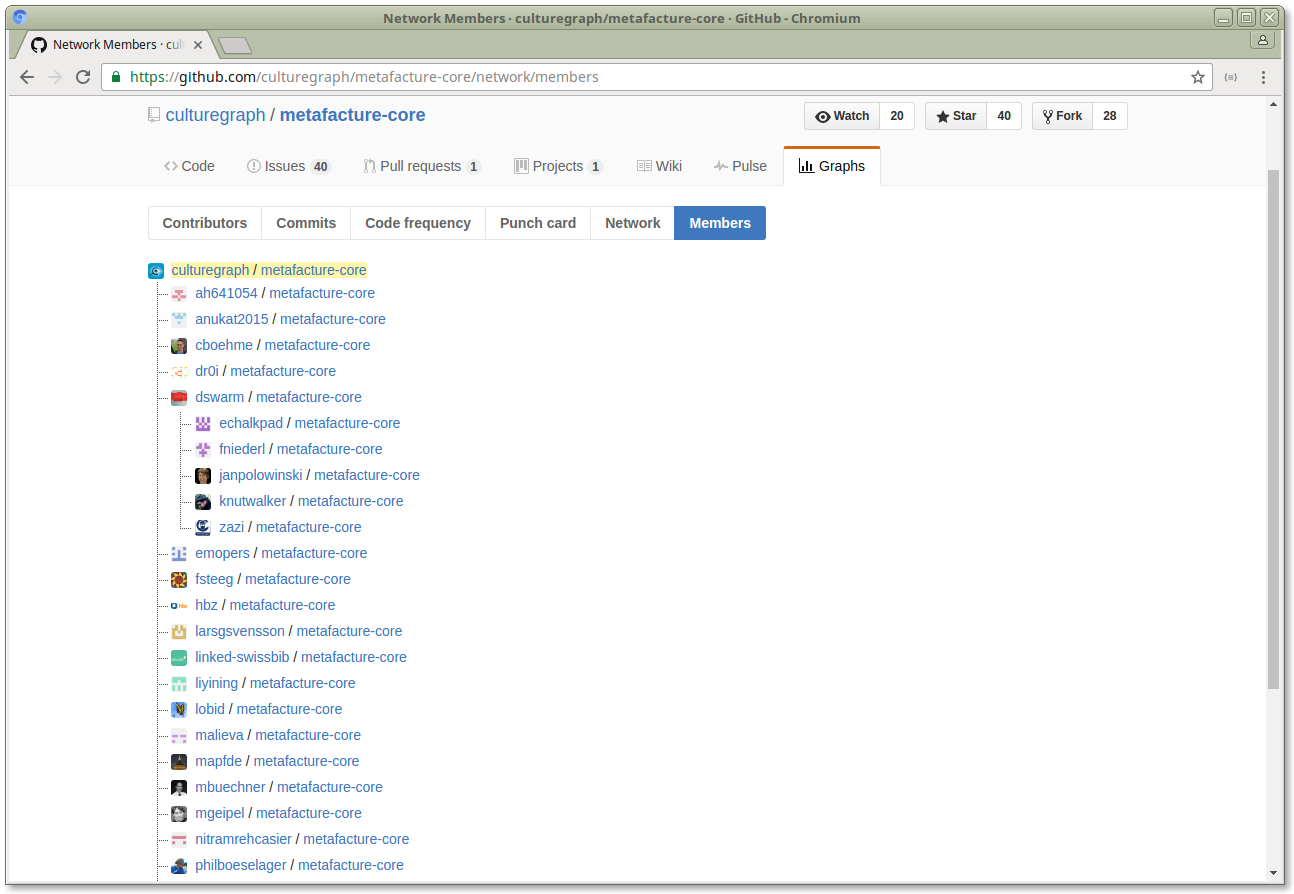 Network Members · culturegraph/metafacture-core · GitHub - Chromium
Network Members · cul
https://github.com/culturegraph/metafacture-core/network/members
culturegraph / metafacture-core
Watch 20 Star 40 Fork 28
Code Issues 40 Pull requests 1 Projects 1 Wiki Pulse Graphs
Contributors Commits Code frequency Punch card Network Members
culturegraph / metafacture-core
ah641054 / metafacture-core
anukat2015 / metafacture-core
cboehme / metafacture-core
dr0i / metafacture-core
dswarm / metafacture-core
echalkpad / metafacture-core
fniederl / metafacture-core
janpolowinski / metafacture-core
knutwalker / metafacture-core
zazi / metafacture-core
emopers / metafacture-core
fsteeg / metafacture-core
hbz / metafacture-core
larsgsvensson / metafacture-core
linked-swissbib / metafacture-core
liyining / metafacture-core
lobid / metafacture-core
malieva / metafacture-core
mapfde / metafacture-core
mbuechner / metafacture-core
mgeipel / metafacture-core
nitramrehcasier / metafacture-core
philboeselager / metafacture-core